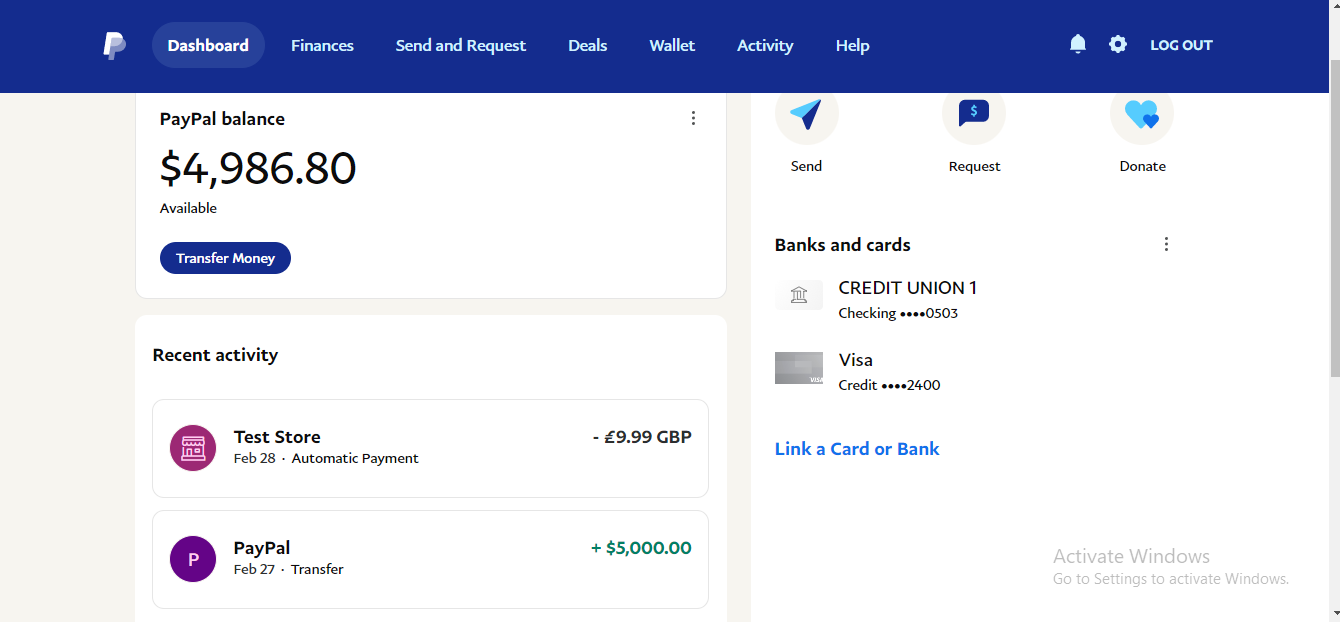 Dashboard
Finances
Send and Request
Deals
Wallet
Activity
Help
LOG OUT
PayPal balance
$4,986.80
Available
Transfer Money
Recent activity
Test Store
- £9.99 GBP
Feb 28 · Automatic Payment
P
PayPal
+ $5,000.00
Feb 27 · Transfer
$
Send
Request
Donate
Banks and cards
CREDIT UNION 1
Checking ••••0503
VISA
Visa
Credit ••••2400
Link a Card or Bank
Activate Windows
Go to Settings to activate Windows.